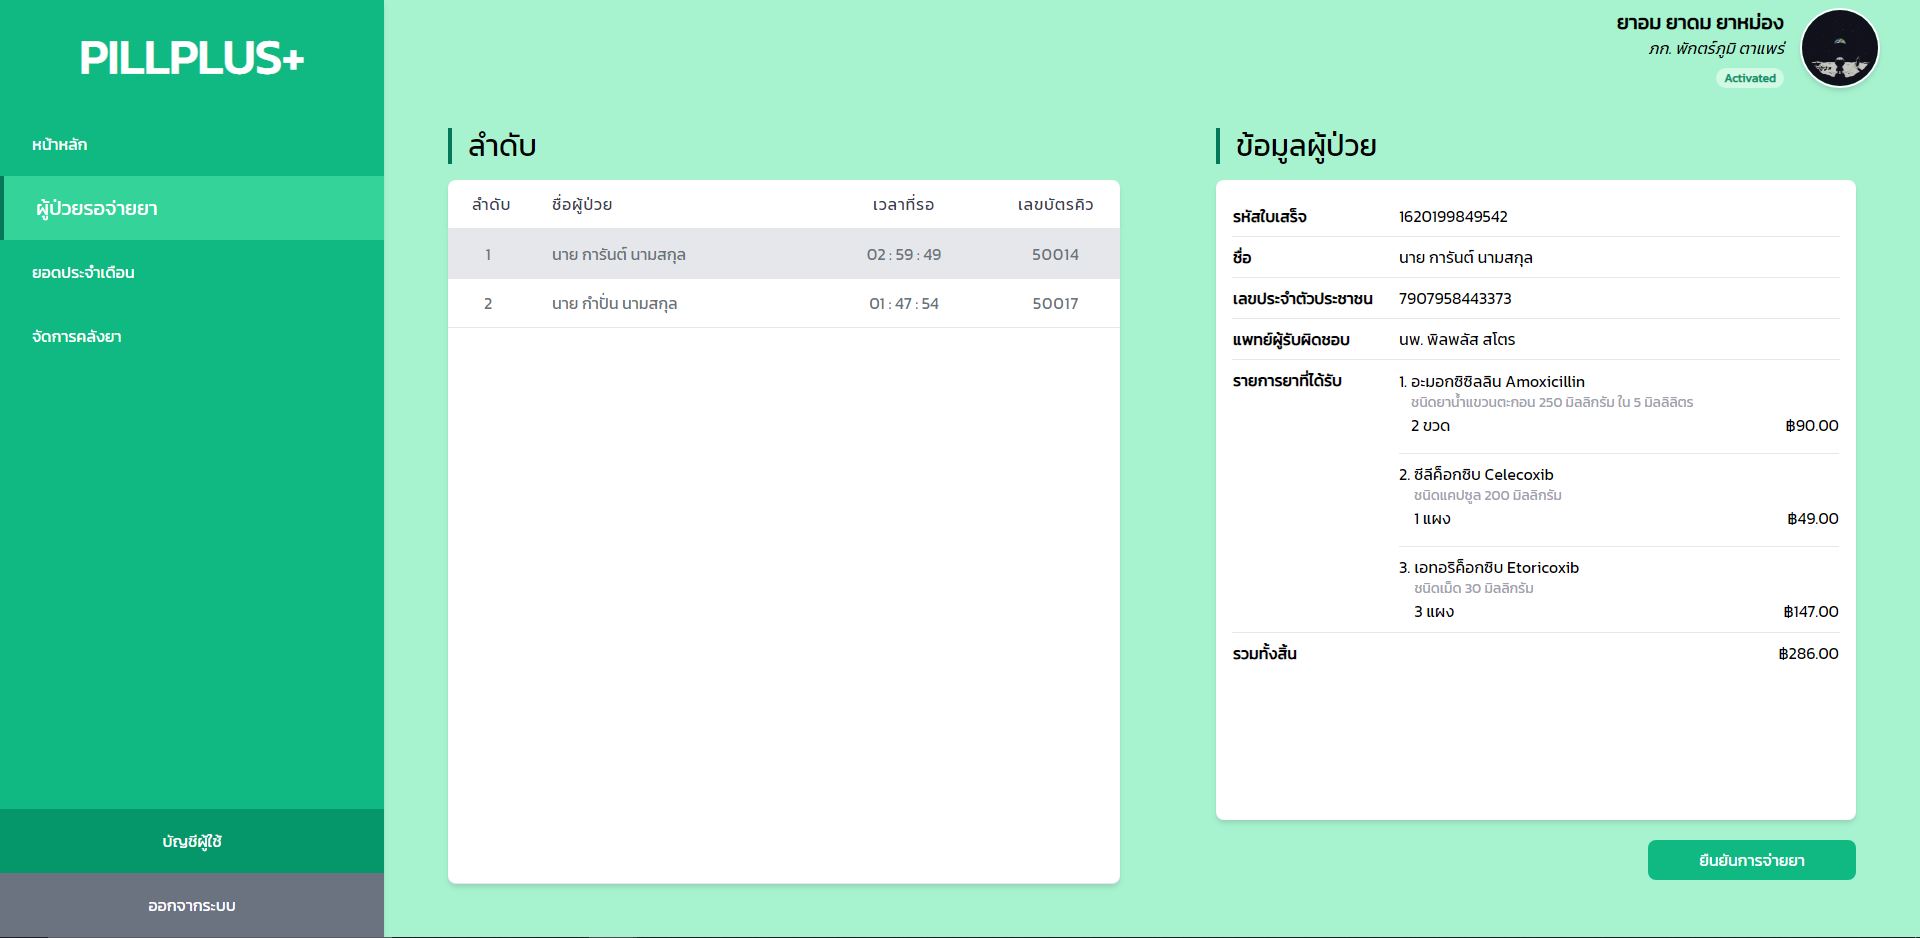 PILLPLUS+
หน้าหลัก
ผู้ป่วยรอจ่ายยา
ยอดประจำเดือน
จัดการคลังยา
บัญชีผู้ใช้
ออกจากระบบ
ยาอม ยาดม ยาหม่อง
ภก. พักตร์ภูมิ ตาแพร่
Activated
ลำดับ
ลำดับ ชื่อผู้ป่วย เวลาที่รอ เลขบัตรคิว
1 นาย การันต์ นามสกุล 02 : 59 : 49 50014
2 นาย กำปั่น นามสกุล 01 : 47 : 54 50017
ข้อมูลผู้ป่วย
รหัสใบเสร็จ 1620199849542
ชื่อ นาย การันต์ นามสกุล
เลขประจำตัวประชาชน 7907958443373
แพทย์ผู้รับผิดชอบ นพ. พิลพลัส สโตร
รายการยาที่ได้รับ 1. อะมอกซิซิลลิน Amoxicillin
ชนิดยาน้ำแขวนตะกอน 250 มิลลิกรัม ใน 5 มิลลิลิตร
2 ขวด ฿90.00
2. ซีลีค็อกซิบ Celecoxib
ชนิดแคปซูล 200 มิลลิกรัม
1 แผง ฿49.00
3. เอทอริค็อกซิบ Etoricoxib
ชนิดเม็ด 30 มิลลิกรัม
3 แผง ฿147.00
รวมทั้งสิ้น ฿286.00
ยืนยันการจ่ายยา